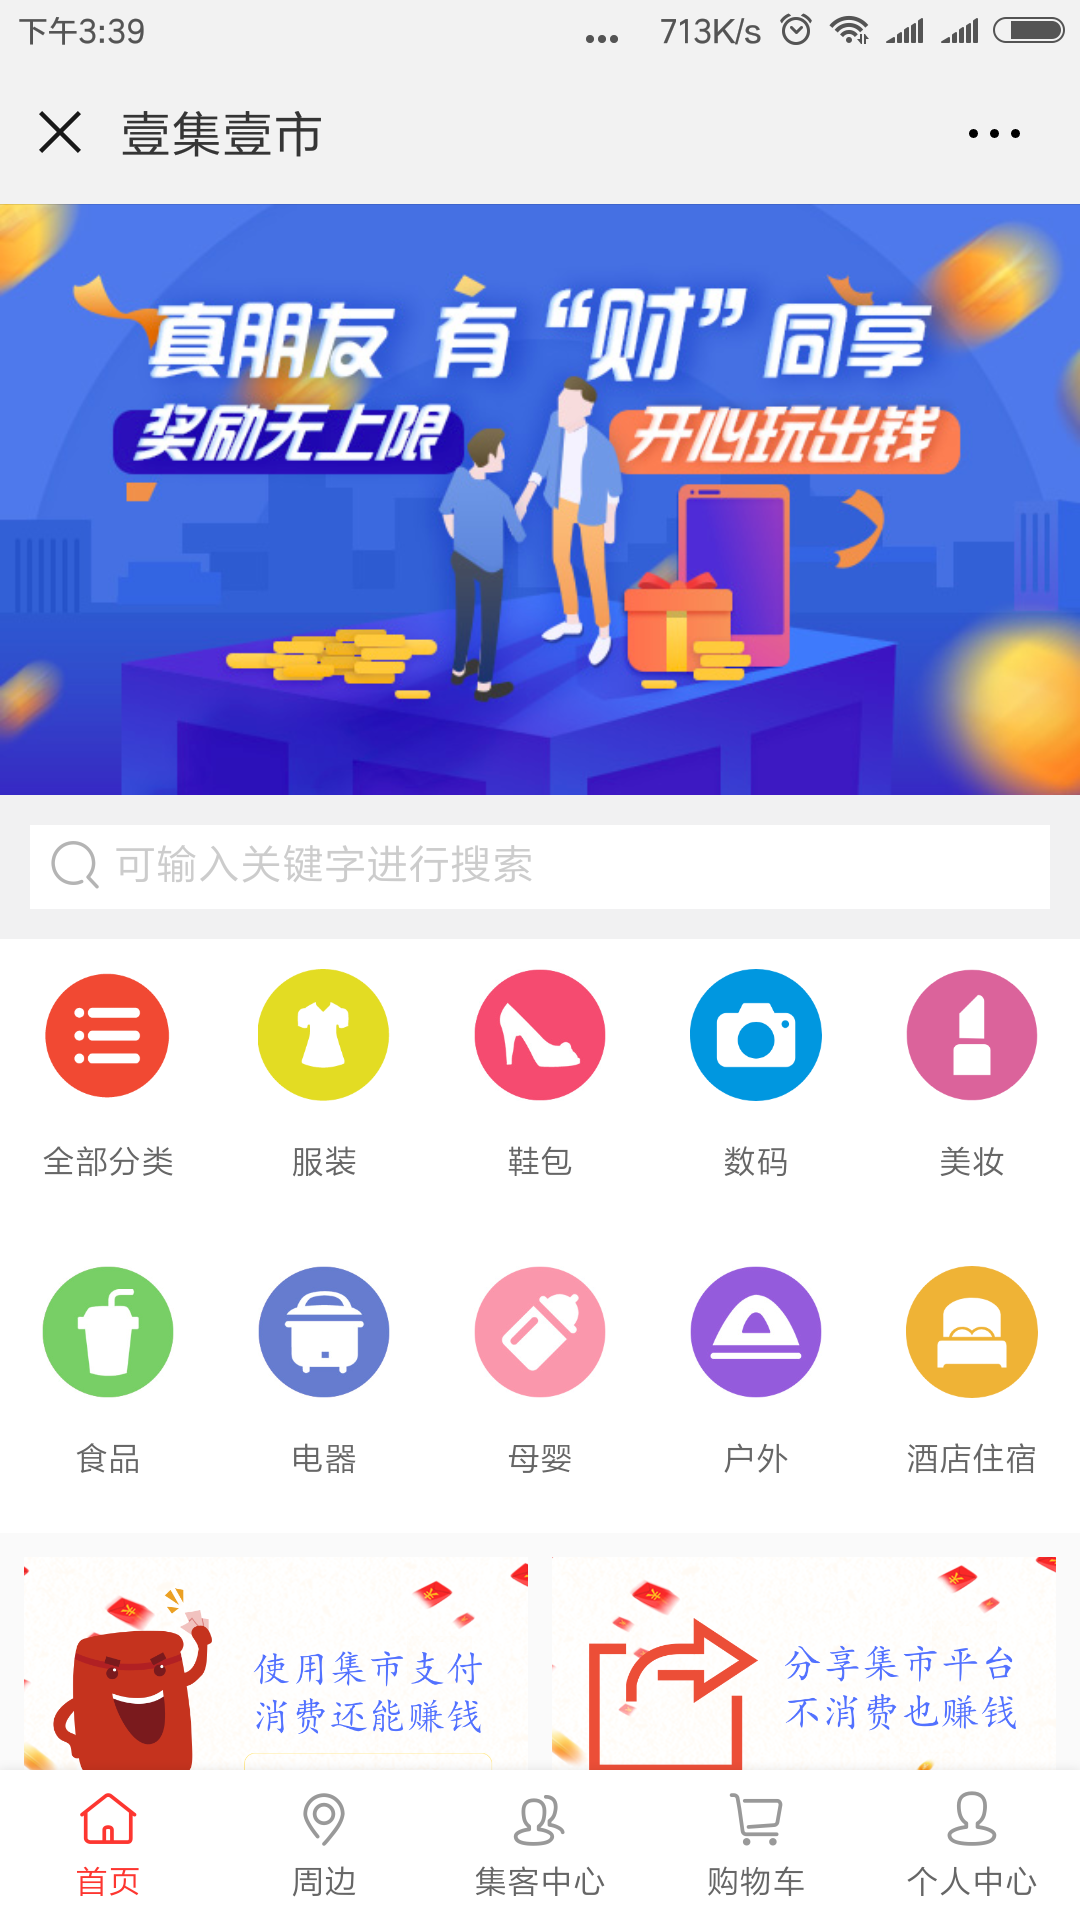 下午3:39
... 713K/s
壹集壹市
真朋友 有“财”同享
奖励无上限
开心玩出钱
可输入关键字进行搜索
全部分类
服装
鞋包
数码
美妆
食品
电器
母婴
户外
酒店住宿
使用集市支付
消费还能赚钱
分享集市平台
不消费也赚钱
首页
周边
集客中心
购物车
个人中心